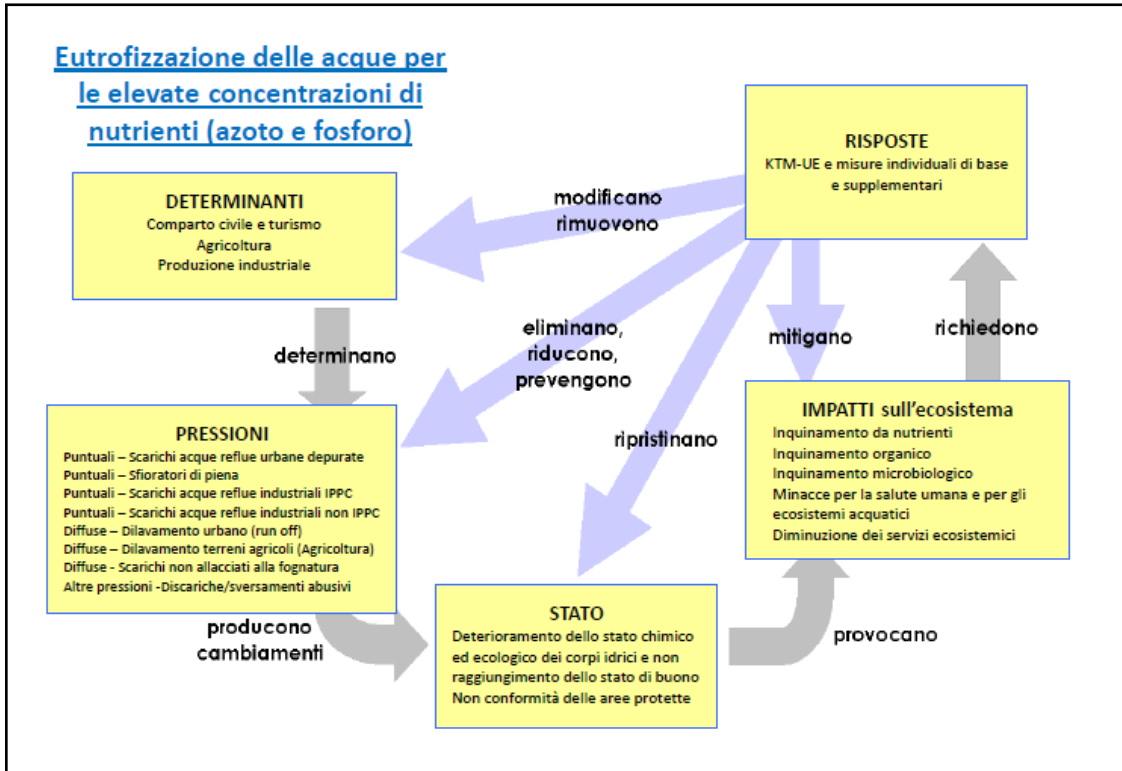 Eutrofizzazione delle acque per
le elevate concentrazioni di
nutrienti (azoto e fosforo)
RISPOSTE
KTM-UE e misure individuali di base
e supplementari
DETERMINANTI
Comparto civile e turismo
Agricoltura
Produzione industriale
modificano
rimuovono
determinano
eliminano,
riducono,
prevengono
mitigano
richiedono
ripristinano
PRESSIONI
Puntuali – Scarichi acque reflue urbane depurate
Puntuali – Sfioratori di piena
Puntuali – Scarichi acque reflue industriali IPPC
Puntuali – Scarichi acque reflue industriali non IPPC
Diffuse – Dilavamento urbano (run off)
Diffuse – Dilavamento terreni agricoli (Agricoltura)
Diffuse - Scarichi non allacciati alla fognatura
Altre pressioni -Discariche/sversamenti abusivi
IMPATTI sull'ecosistema
Inquinamento da nutrienti
Inquinamento organico
Inquinamento microbiologico
Minacce per la salute umana e per gli
ecosistemi acquatici
Diminuzione dei servizi ecosistemici
producono
cambiamenti
STATO
Deterioramento dello stato chimico
ed ecologico dei corpi idrici e non
raggiungimento dello stato di buono
Non conformità delle aree protette
provocano